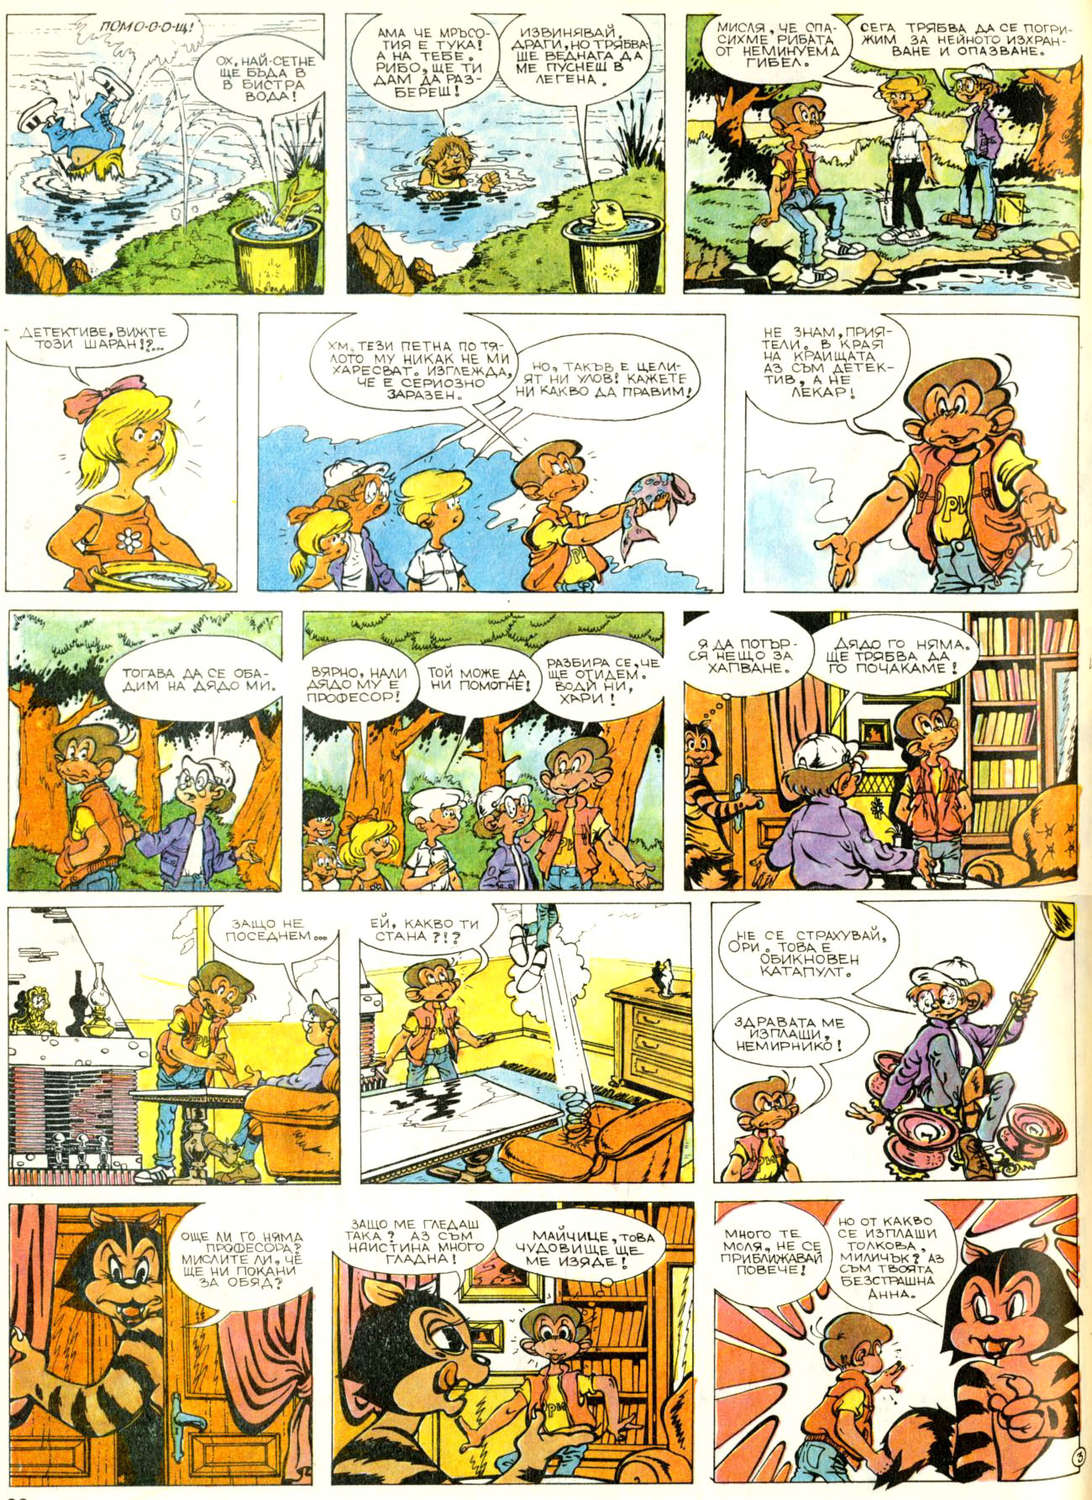 ПОМО-О-О-Щ!
ОХ, НАЙ-СЕТНЕ
ЩЕ БЪДА В
В БИСТРА
ВОДА!
АМА ЧЕ МРЪСО-
ТИЯ Е ТУКА!
А НА ТЕБЕ,
РИБО, ЩЕ ТИ
ДАМ ДА РАЗ-
БЕРЕШ!
ИЗВИНЯВАЙ,
ДРАГИ, НО ТРЯБВА
ЩЕ ВЕДНАГА ДА
МЕ ПУСНЕШ В
ЛЕГЕНА.
МИСЛЯ, ЧЕ СПА-
СИХМЕ РИБАТА
ОТ НЕМИНУЕМА
ГИБЕЛ.
СЕГА ТРЯБВА ДА СЕ ПОГРИ-
ЖИМ ЗА НЕЙНОТО ИЗХРАН-
ВАНЕ И ОПАЗВАНЕ.
ДЕТЕКТИВЕ, ВИЖТЕ
ТОЗИ ШАРАН!?...
ХМ, ТЕЗИ ПЕТНА ПО ТЯ-
ЛОТО МУ НИКАК НЕ МИ
ХАРЕСВАТ. ИЗГЛЕЖДА,
ЧЕ Е СЕРИОЗНО
ЗАРАЗЕН.
НО, ТАКЪВ Е ЦЕЛИ-
ЯТ НИ УЛОВ! КАЖЕТЕ
НИ КАКВО ДА ПРАВИМ!
НЕ ЗНАМ, ПРИЯ-
ТЕЛИ. В КРАЯ
НА КРАИЩАТА
АЗ СЪМ ДЕТЕК-
ТИВ, А НЕ
ЛЕКАР!
ОРИ
ТОГАВА ДА СЕ ОБА-
ДИМ НА ДЯДО МИ.
ВЯРНО, НАЛИ
ДЯДО МУ Е
ПРОФЕСОР!
ТОЙ МОЖЕ ДА
НИ ПОМОГНЕ!
РАЗБИРА СЕ, ЧЕ
ЩЕ ОТИДЕМ.
ВОДИ НИ,
ХАРИ!
Я ДА ПОТЪР-
СЯ НЕЩО ЗА
ХАПВАНЕ.
ДЯДО ГО НЯМА.
ЩЕ ТРЯБВА ДА
ГО ПОЧАКАМЕ!
ЗАЩО НЕ
ПОСЕДНЕМ...
ЕЙ, КАКВО ТИ
СТАНА?!?
НЕ СЕ СТРАХУВАЙ,
ОРИ. ТОВА Е
ОБИКНОВЕН
КАТАПУЛТ.
ЗДРАВАТА МЕ
ИЗПЛАШИ,
НЕМИРНИКО!
ОЩЕ ЛИ ГО НЯМА
ПРОФЕСОРА?
МИСЛИТЕ ЛИ, ЧЕ
ЩЕ НИ ПОКАНИ
ЗА ОБЯД?
ЗАЩО МЕ ГЛЕДАШ
ТАКА? АЗ СЪМ
НАИСТИНА МНОГО
ГЛАДНА!
МАЙЧИЦЕ, ТОВА
ЧУДОВИЩЕ ЩЕ
МЕ ИЗЯДЕ!
ОРИ
МНОГО ТЕ
МОЛЯ, НЕ СЕ
ПРИБЛИЖАВАЙ
ПОВЕЧЕ!
НО ОТ КАКВО
СЕ ИЗПЛАШИ
ТОЛКОВА,
МИЛИЧЪК? АЗ
СЪМ ТВОЯТА
БЕЗСТРАШНА
АННА.
3